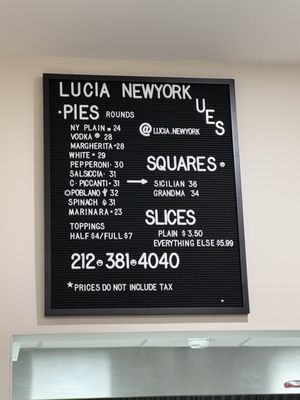 LUCIA NEWYORK
UES
PIES ROUNDS
NY PLAIN 24
VODKA 28
MARGHERITA 28
WHITE 29
PEPPERONI 30
SALSICCIA 31
C. PICCANTI 31
POBLANO 32
SPINACH 31
MARINARA 23
TOPPINGS
HALF $4/FULL $7
@LUCIA.NEWYORK
SQUARES
SICILIAN 36
GRANDMA 34
SLICES
PLAIN $3.50
EVERYTHING ELSE $5.99
212 381 4040
*PRICES DO NOT INCLUDE TAX